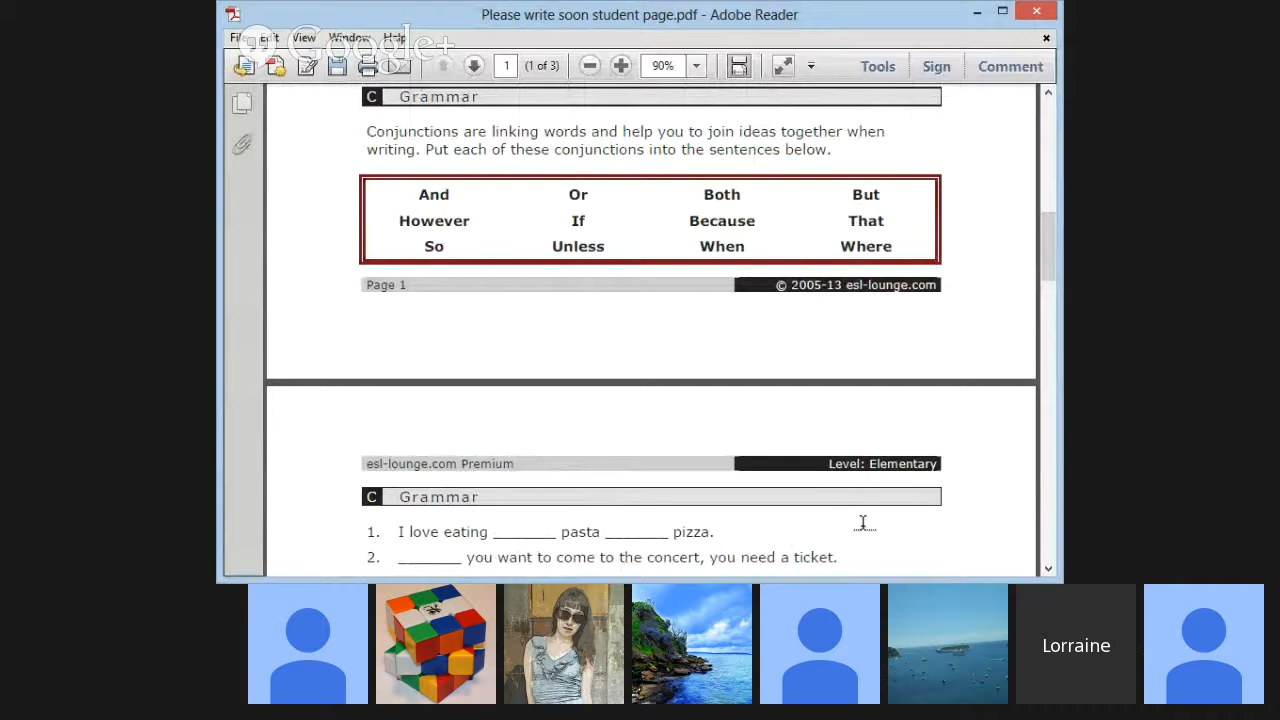 Please write soon student page.pdf - Adobe Reader
Google+
View Window Help
1 (1 of 3) 90% Tools Sign Comment
C Grammar
Conjunctions are linking words and help you to join ideas together when
writing. Put each of these conjunctions into the sentences below.
And Or Both But
However If Because That
So Unless When Where
Page 1 © 2005-13 esl-lounge.com
esl-lounge.com Premium Level: Elementary
C Grammar
1. I love eating ________ pasta ________ pizza.
2. ________ you want to come to the concert, you need a ticket.
Lorraine